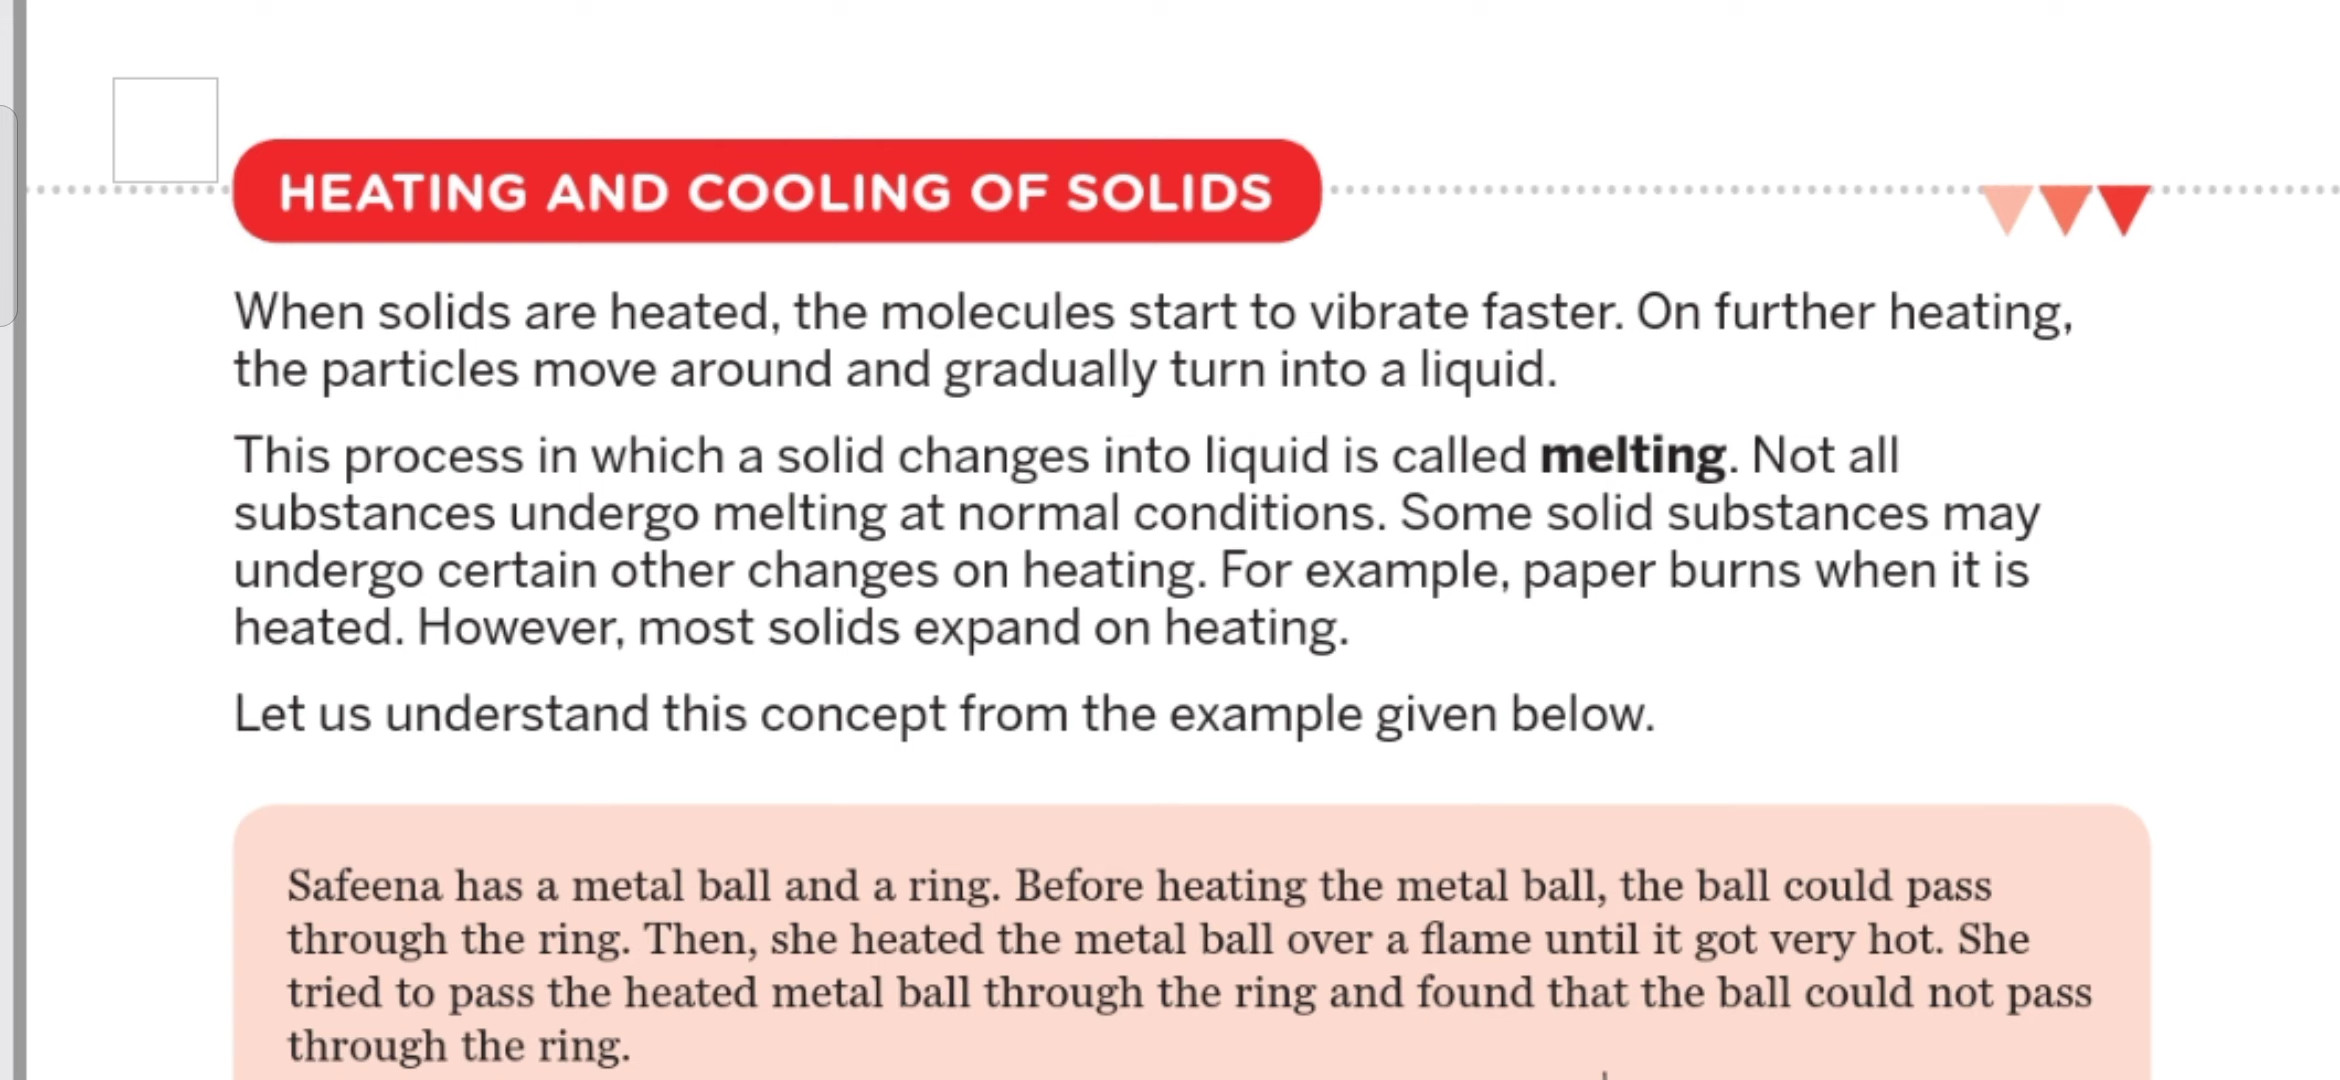 HEATING AND COOLING OF SOLIDS
When solids are heated, the molecules start to vibrate faster. On further heating,
the particles move around and gradually turn into a liquid.
This process in which a solid changes into liquid is called melting. Not all
substances undergo melting at normal conditions. Some solid substances may
undergo certain other changes on heating. For example, paper burns when it is
heated. However, most solids expand on heating.
Let us understand this concept from the example given below.
Safeena has a metal ball and a ring. Before heating the metal ball, the ball could pass
through the ring. Then, she heated the metal ball over a flame until it got very hot. She
tried to pass the heated metal ball through the ring and found that the ball could not pass
through the ring.